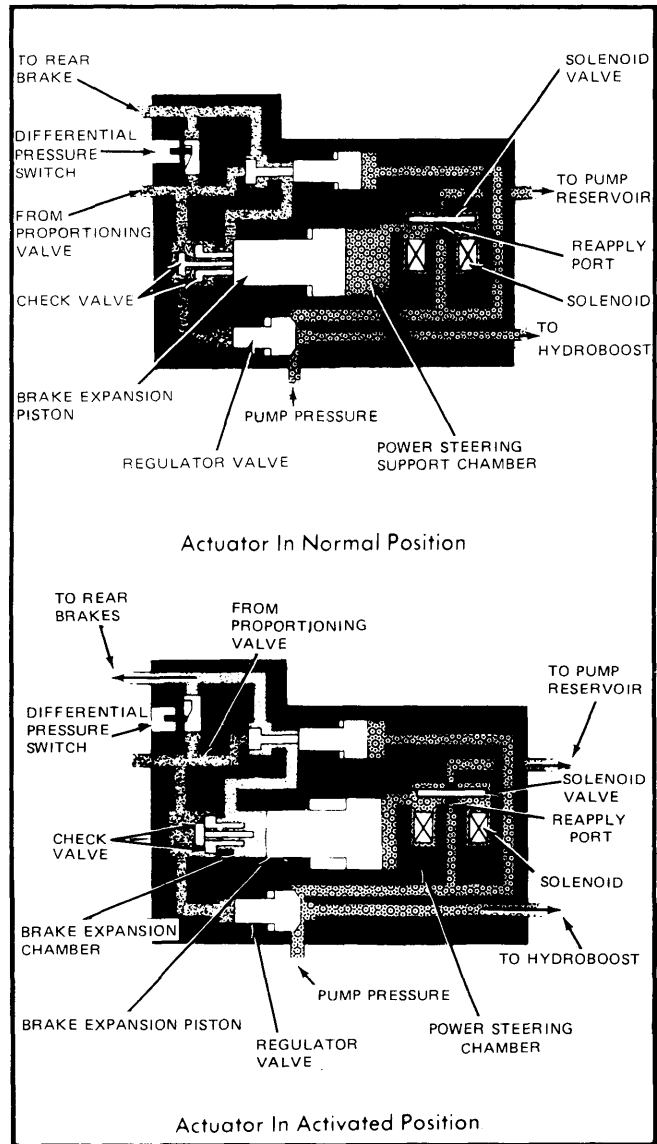 TO REAR
BRAKE
SOLENOID
VALVE
DIFFERENTIAL
PRESSURE
SWITCH
TO PUMP
RESERVOIR
FROM
PROPORTIONING
VALVE
REAPPLY
PORT
CHECK VALVE
SOLENOID
TO
HYDROBOOST
BRAKE EXPANSION
PISTON
PUMP PRESSURE
REGULATOR VALVE
POWER STEERING
SUPPORT CHAMBER
Actuator In Normal Position
TO REAR
BRAKES
FROM
PROPORTIONING
VALVE
TO PUMP
RESERVOIR
DIFFERENTIAL
PRESSURE
SWITCH
SOLENOID
VALVE
REAPPLY
PORT
CHECK
VALVE
SOLENOID
BRAKE EXPANSION
CHAMBER
TO HYDROBOOST
PUMP PRESSURE
BRAKE EXPANSION PISTON
REGULATOR
VALVE
POWER STEERING
CHAMBER
Actuator In Activated Position